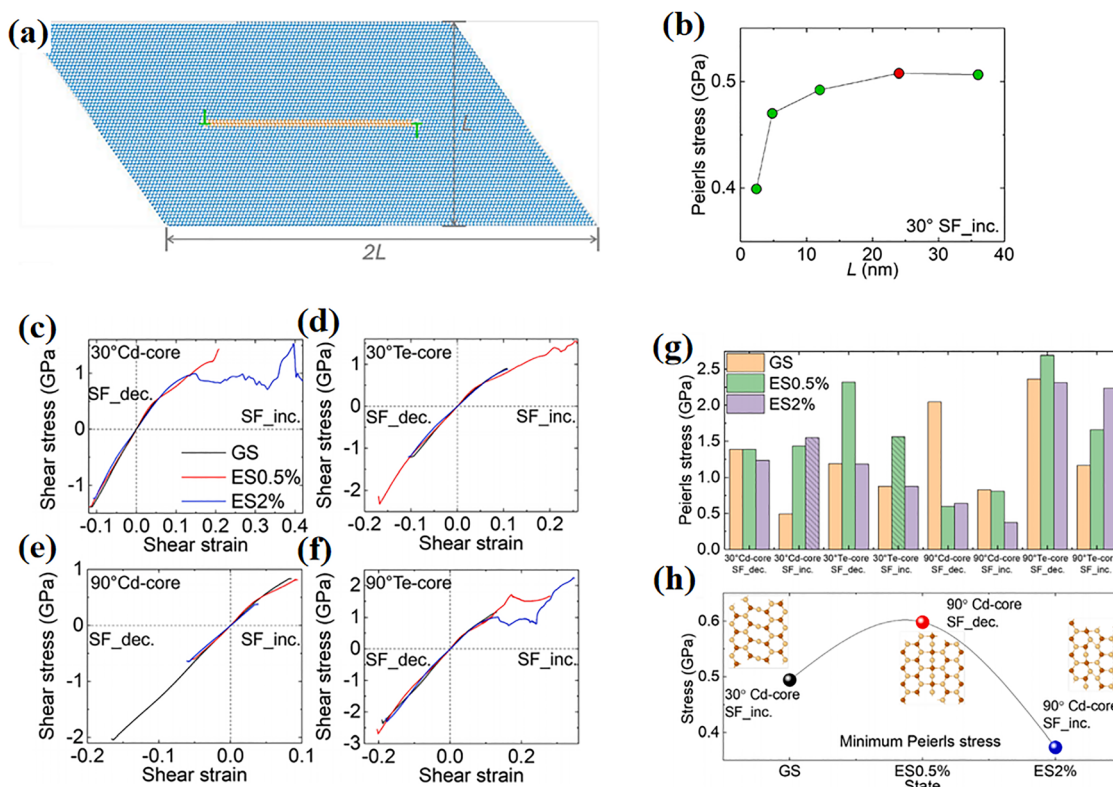 (a)
L
2L
(b)
Peierls stress (GPa)
0.5
0.4
0 10 20 30 40
L (nm)
30° SF_inc.
(c)
Shear stress (GPa)
30°Cd-core
SF_dec.
SF_inc.
GS
ES0.5%
ES2%
1
0
-1
-0.1 0.0 0.1 0.2 0.3 0.4
Shear strain
(d)
Shear stress (GPa)
30°Te-core
SF_dec.
SF_inc.
1
0
-1
-2
-0.2 -0.1 0.0 0.1 0.2
Shear strain
(e)
Shear stress (GPa)
90°Cd-core
SF_dec.
SF_inc.
1
0
-1
-2
-0.2 -0.1 0.0 0.1
Shear strain
(f)
Shear stress (GPa)
90°Te-core
SF_dec.
SF_inc.
2
1
0
-1
-2
-3
-0.2 0.0 0.2
Shear strain
(g)
Peierls stress (GPa)
GS
ES0.5%
ES2%
2.5
2.0
1.5
1.0
0.5
0.0
30°Cd-core 30°Cd-core 30°Te-core 30°Te-core 90°Cd-core 90°Cd-core 90°Te-core 90°Te-core
SF_dec. SF_inc. SF_dec. SF_inc. SF_dec. SF_inc. SF_dec. SF_inc.
(h)
Stress (GPa)
0.6
0.5
0.4
90° Cd-core
SF_dec.
30° Cd-core
SF_inc.
90° Cd-core
SF_inc.
Minimum Peierls stress
GS ES0.5% ES2%
State